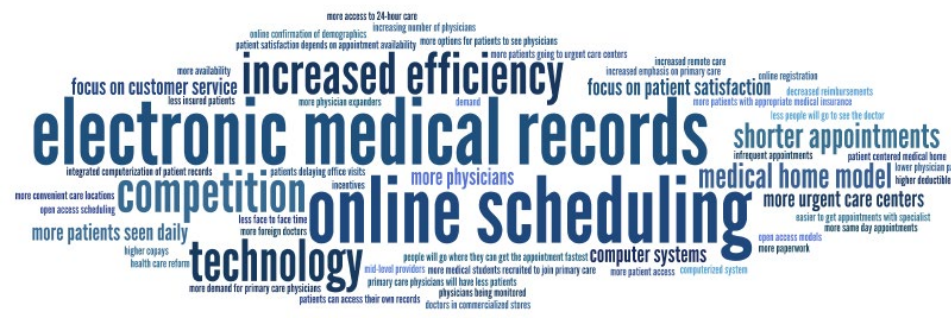 more access to 24-hour care
increasing number of physicians
online confirmation of demographics
patient satisfaction depends on appointment availability
more options for patients to see physicians
more patients going to urgent care centers
increased efficiency
increased remote care
increased emphasis on primary care
more availability
online registration
focus on customer service
focus on patient satisfaction
decreased reimbursements
less insured patients
more physician expanders
demand
more patients with appropriate medical insurance
electronic medical records
less people will go to see the doctor
shorter appointments
infrequent appointments
patient centered medical home
integrated computerization of patient records
patients delaying office visits
lower physician
more physicians
medical home model
higher deductible
competition
incentives
more convenient care locations
online scheduling
more urgent care centers
open access scheduling
less face to face time
easier to get appointments with specialist
more foreign doctors
more same day appointments
more patients seen daily
open access models
more paperwork
higher copays
technology
people will go where they can get the appointment fastest
computer systems
health care reform
mid-level providers
more medical students recruited to join primary care
more patient access
computerized system
primary care physicians will have less patients
more demand for primary care physicians
physicians being monitored
patients can access their own records
doctors in commercialized stores